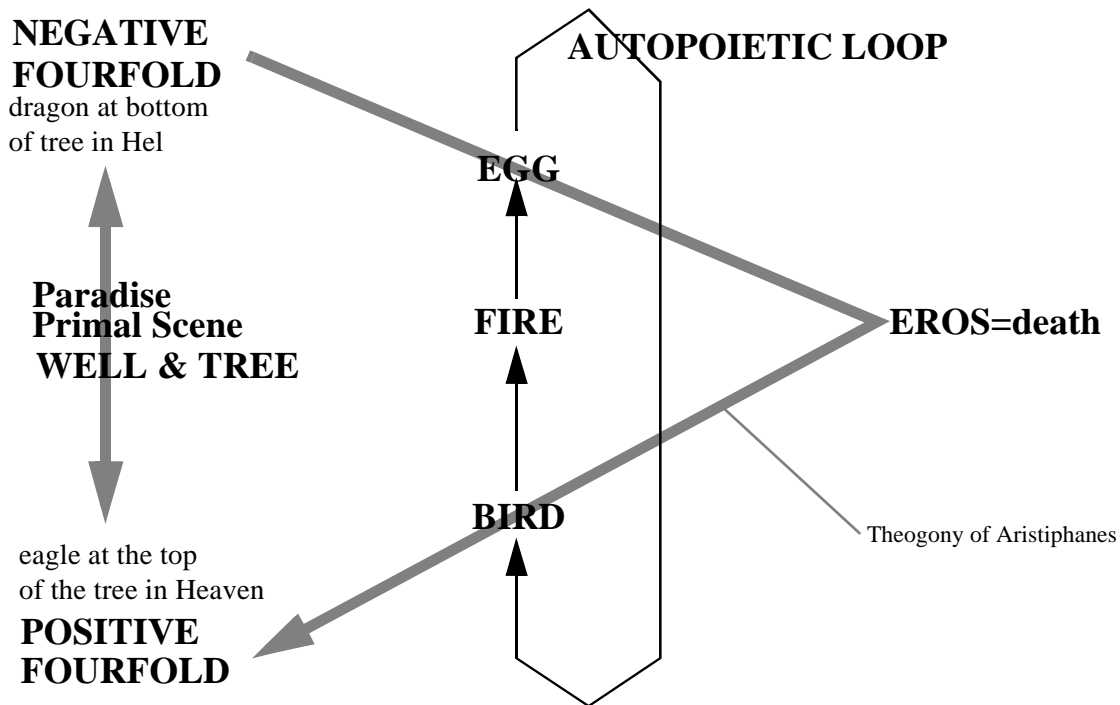 NEGATIVE
FOURFOLD
dragon at bottom
of tree in Hel
AUTOPOIETIC LOOP
EGG
Paradise
Primal Scene
WELL & TREE
FIRE
EROS=death
BIRD
Theogony of Aristiphanes
eagle at the top
of the tree in Heaven
POSITIVE
FOURFOLD